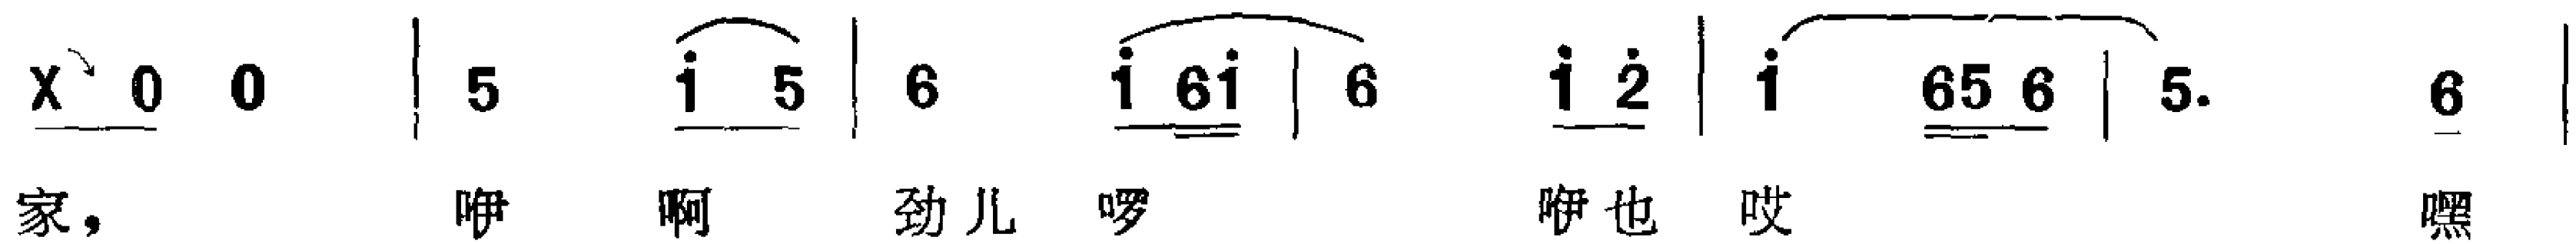 X 0 0 | 5 i̇ 5 | 6 i̇ 6i̇ | 6 i̇ 2̇ | i̇ 65 6 | 5. 6 |
家， 咿 啊 劲儿 啰 咿也 哎 嘿